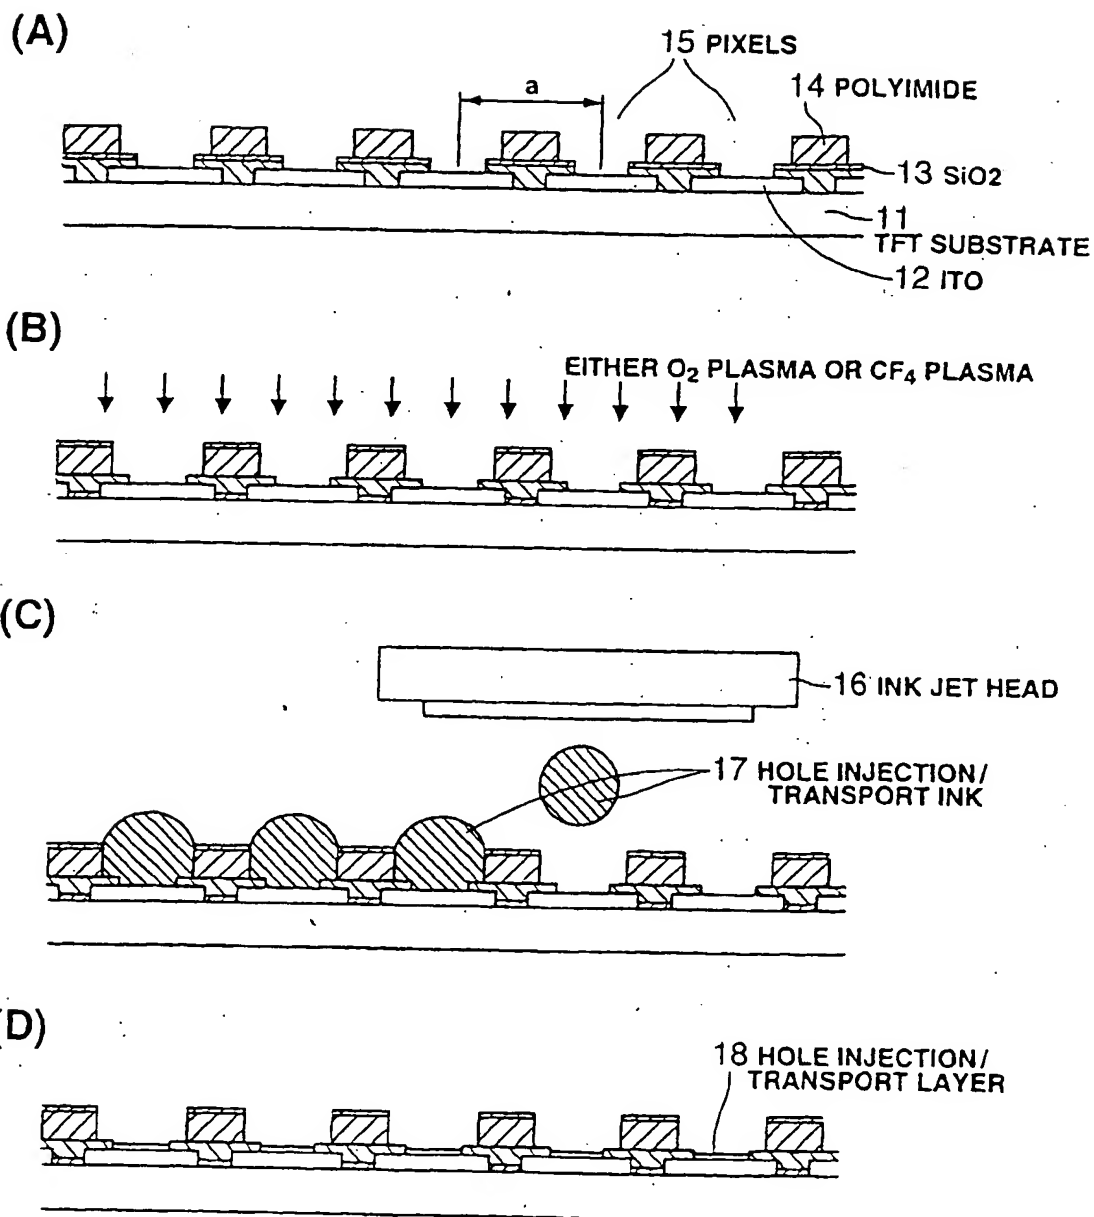 (A)
15 PIXELS
a
14 POLYIMIDE
13 SiO2
11
TFT SUBSTRATE
12 ITO
(B)
EITHER O₂ PLASMA OR CF₄ PLASMA
(C)
16 INK JET HEAD
17 HOLE INJECTION/
TRANSPORT INK
(D)
18 HOLE INJECTION/
TRANSPORT LAYER